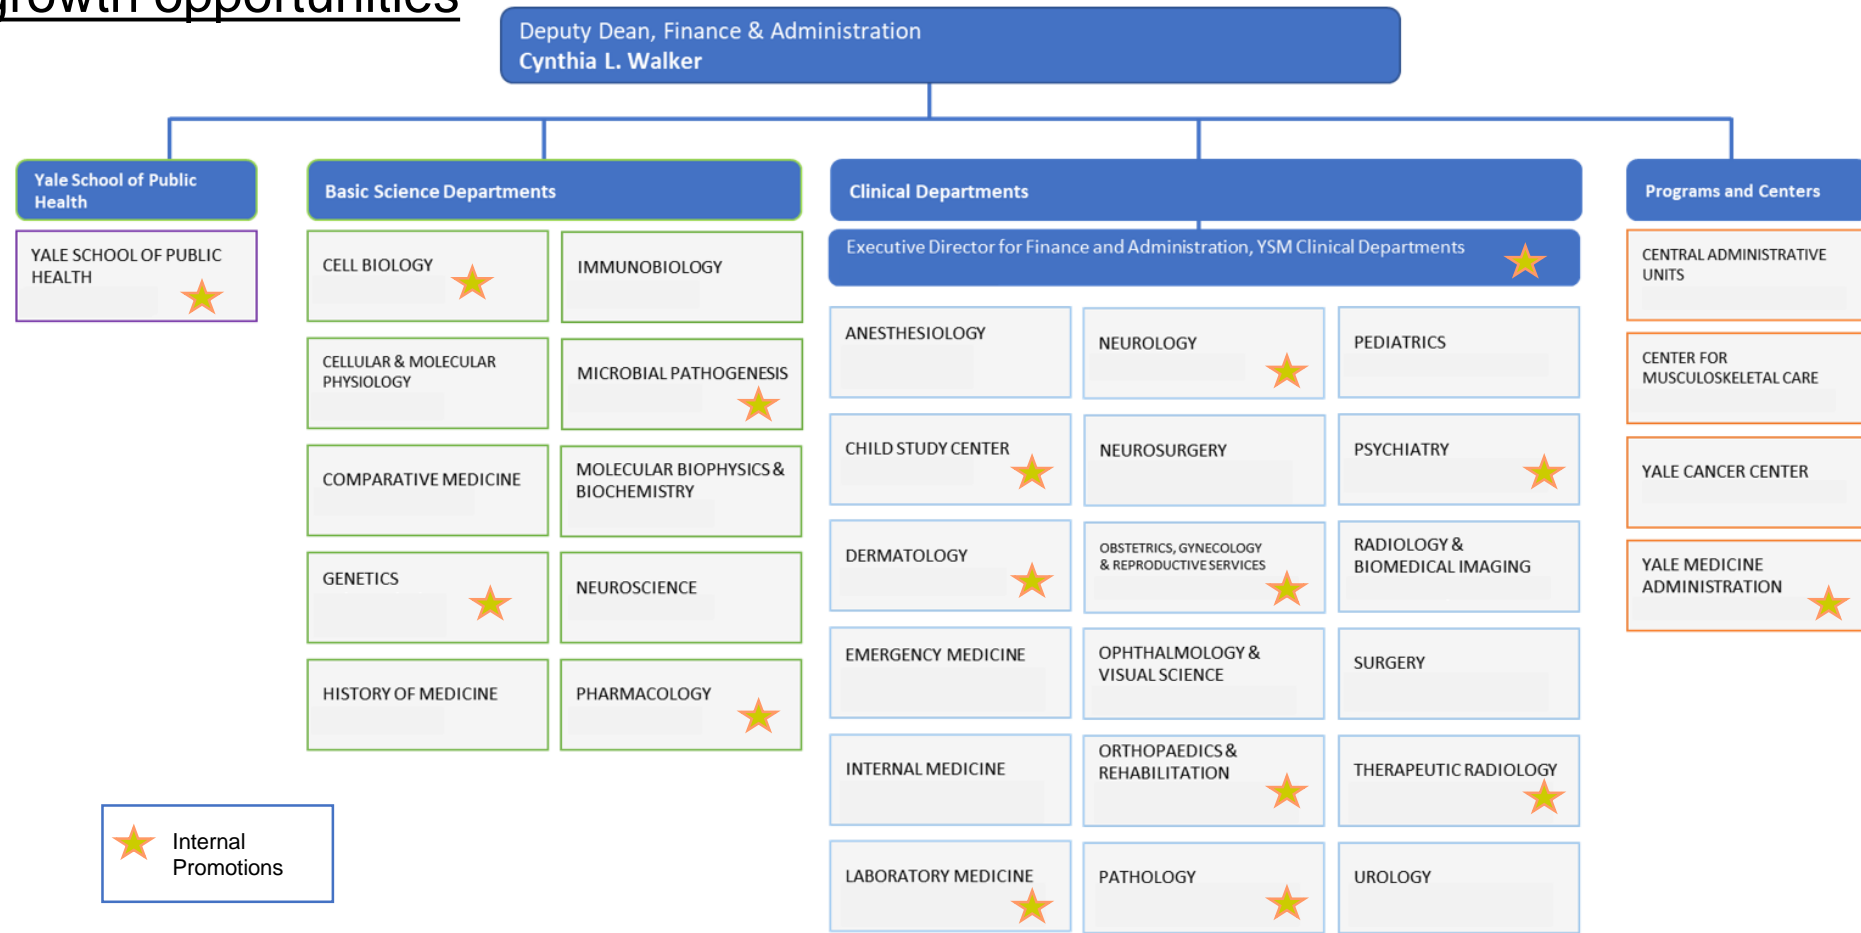 growth opportunities
Deputy Dean, Finance & Administration
Cynthia L. Walker
Yale School of Public
Health
YALE SCHOOL OF PUBLIC
HEALTH
Basic Science Departments
CELL BIOLOGY
IMMUNOBIOLOGY
CELLULAR & MOLECULAR
PHYSIOLOGY
MICROBIAL PATHOGENESIS
COMPARATIVE MEDICINE
MOLECULAR BIOPHYSICS &
BIOCHEMISTRY
GENETICS
NEUROSCIENCE
HISTORY OF MEDICINE
PHARMACOLOGY
Clinical Departments
Executive Director for Finance and Administration, YSM Clinical Departments
ANESTHESIOLOGY
NEUROLOGY
PEDIATRICS
CHILD STUDY CENTER
NEUROSURGERY
PSYCHIATRY
DERMATOLOGY
OBSTETRICS, GYNECOLOGY
& REPRODUCTIVE SERVICES
RADIOLOGY &
BIOMEDICAL IMAGING
EMERGENCY MEDICINE
OPHTHALMOLOGY &
VISUAL SCIENCE
SURGERY
INTERNAL MEDICINE
ORTHOPAEDICS &
REHABILITATION
THERAPEUTIC RADIOLOGY
LABORATORY MEDICINE
PATHOLOGY
UROLOGY
Programs and Centers
CENTRAL ADMINISTRATIVE
UNITS
CENTER FOR
MUSCULOSKELETAL CARE
YALE CANCER CENTER
YALE MEDICINE
ADMINISTRATION
Internal
Promotions